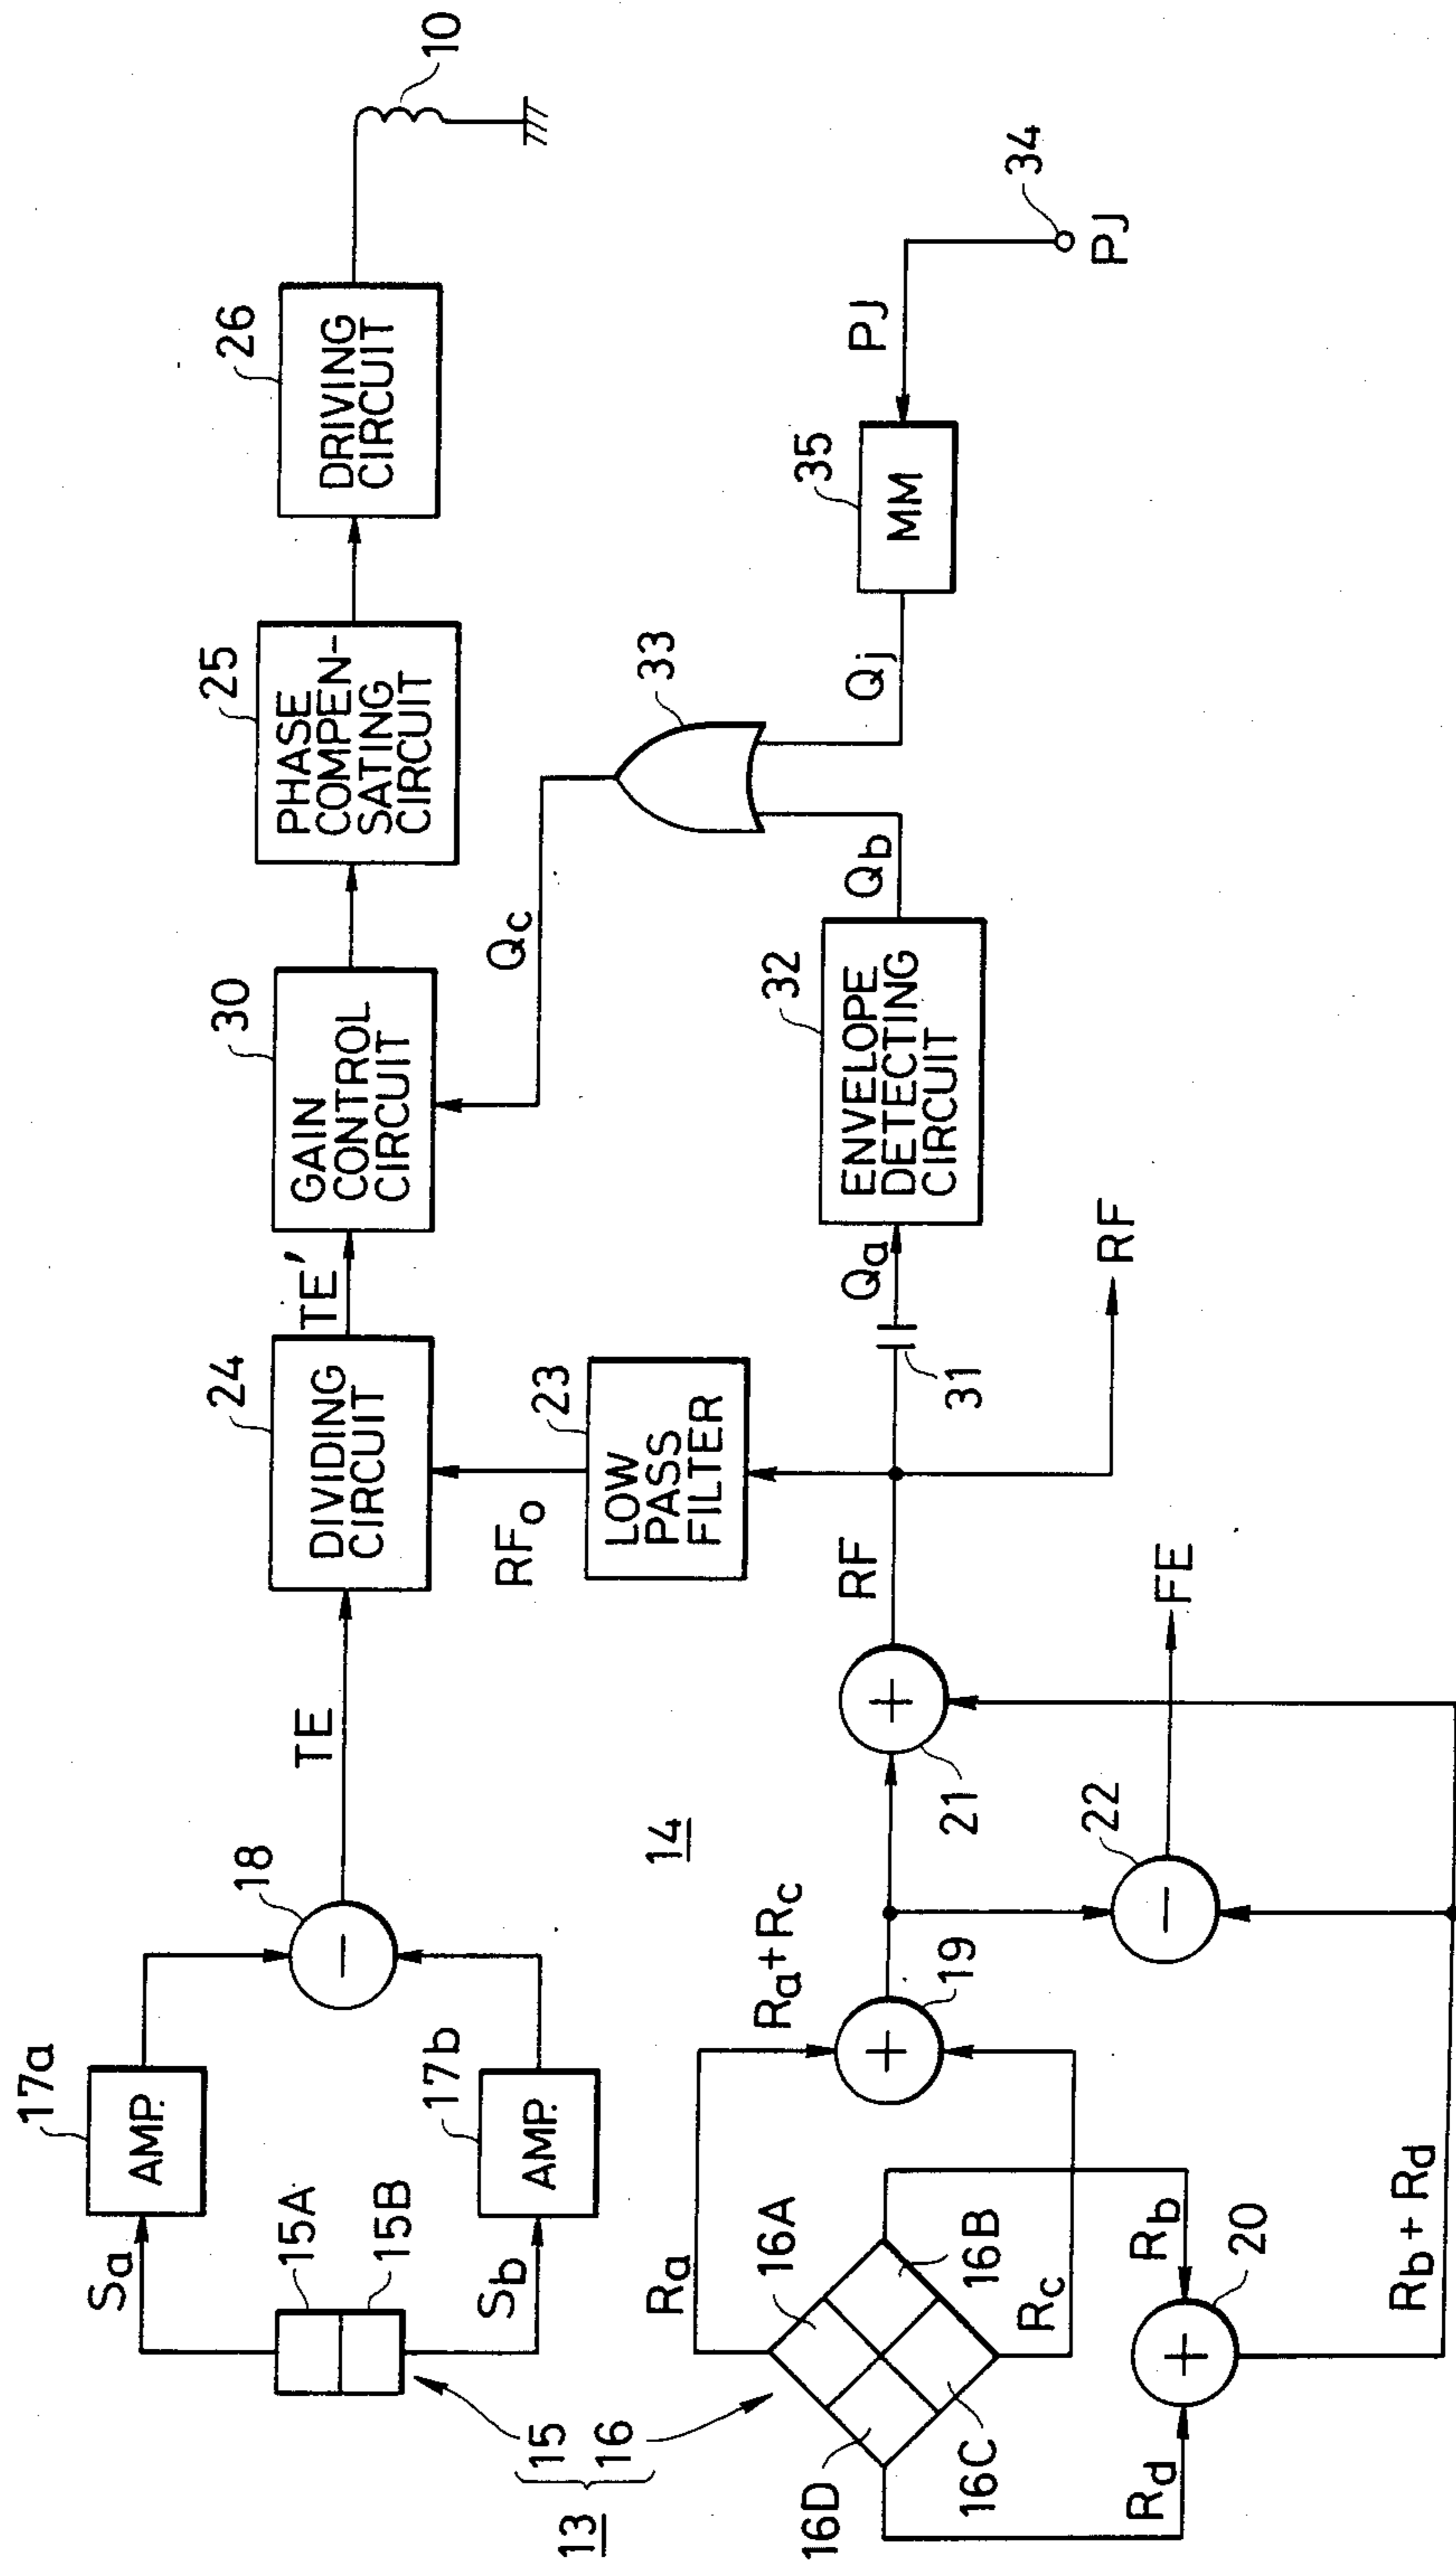 17a
AMP.
Sa
15A
15B
Sb
17b
AMP.
15
16
13
18
TE
24
DIVIDING
CIRCUIT
TE'
30
GAIN
CONTROL
CIRCUIT
25
PHASE
COMPEN-
SATING
CIRCUIT
26
DRIVING
CIRCUIT
10
RFo
23
LOW
PASS
FILTER
Qc
33
14
Ra
16A
16B
16C
16D
Rc
Rb
Rd
20
Rb+Rd
Ra+Rc
19
21
22
FE
RF
RF
31
Qa
32
ENVELOPE
DETECTING
CIRCUIT
Qb
Qj
35
MM
PJ
34
PJ